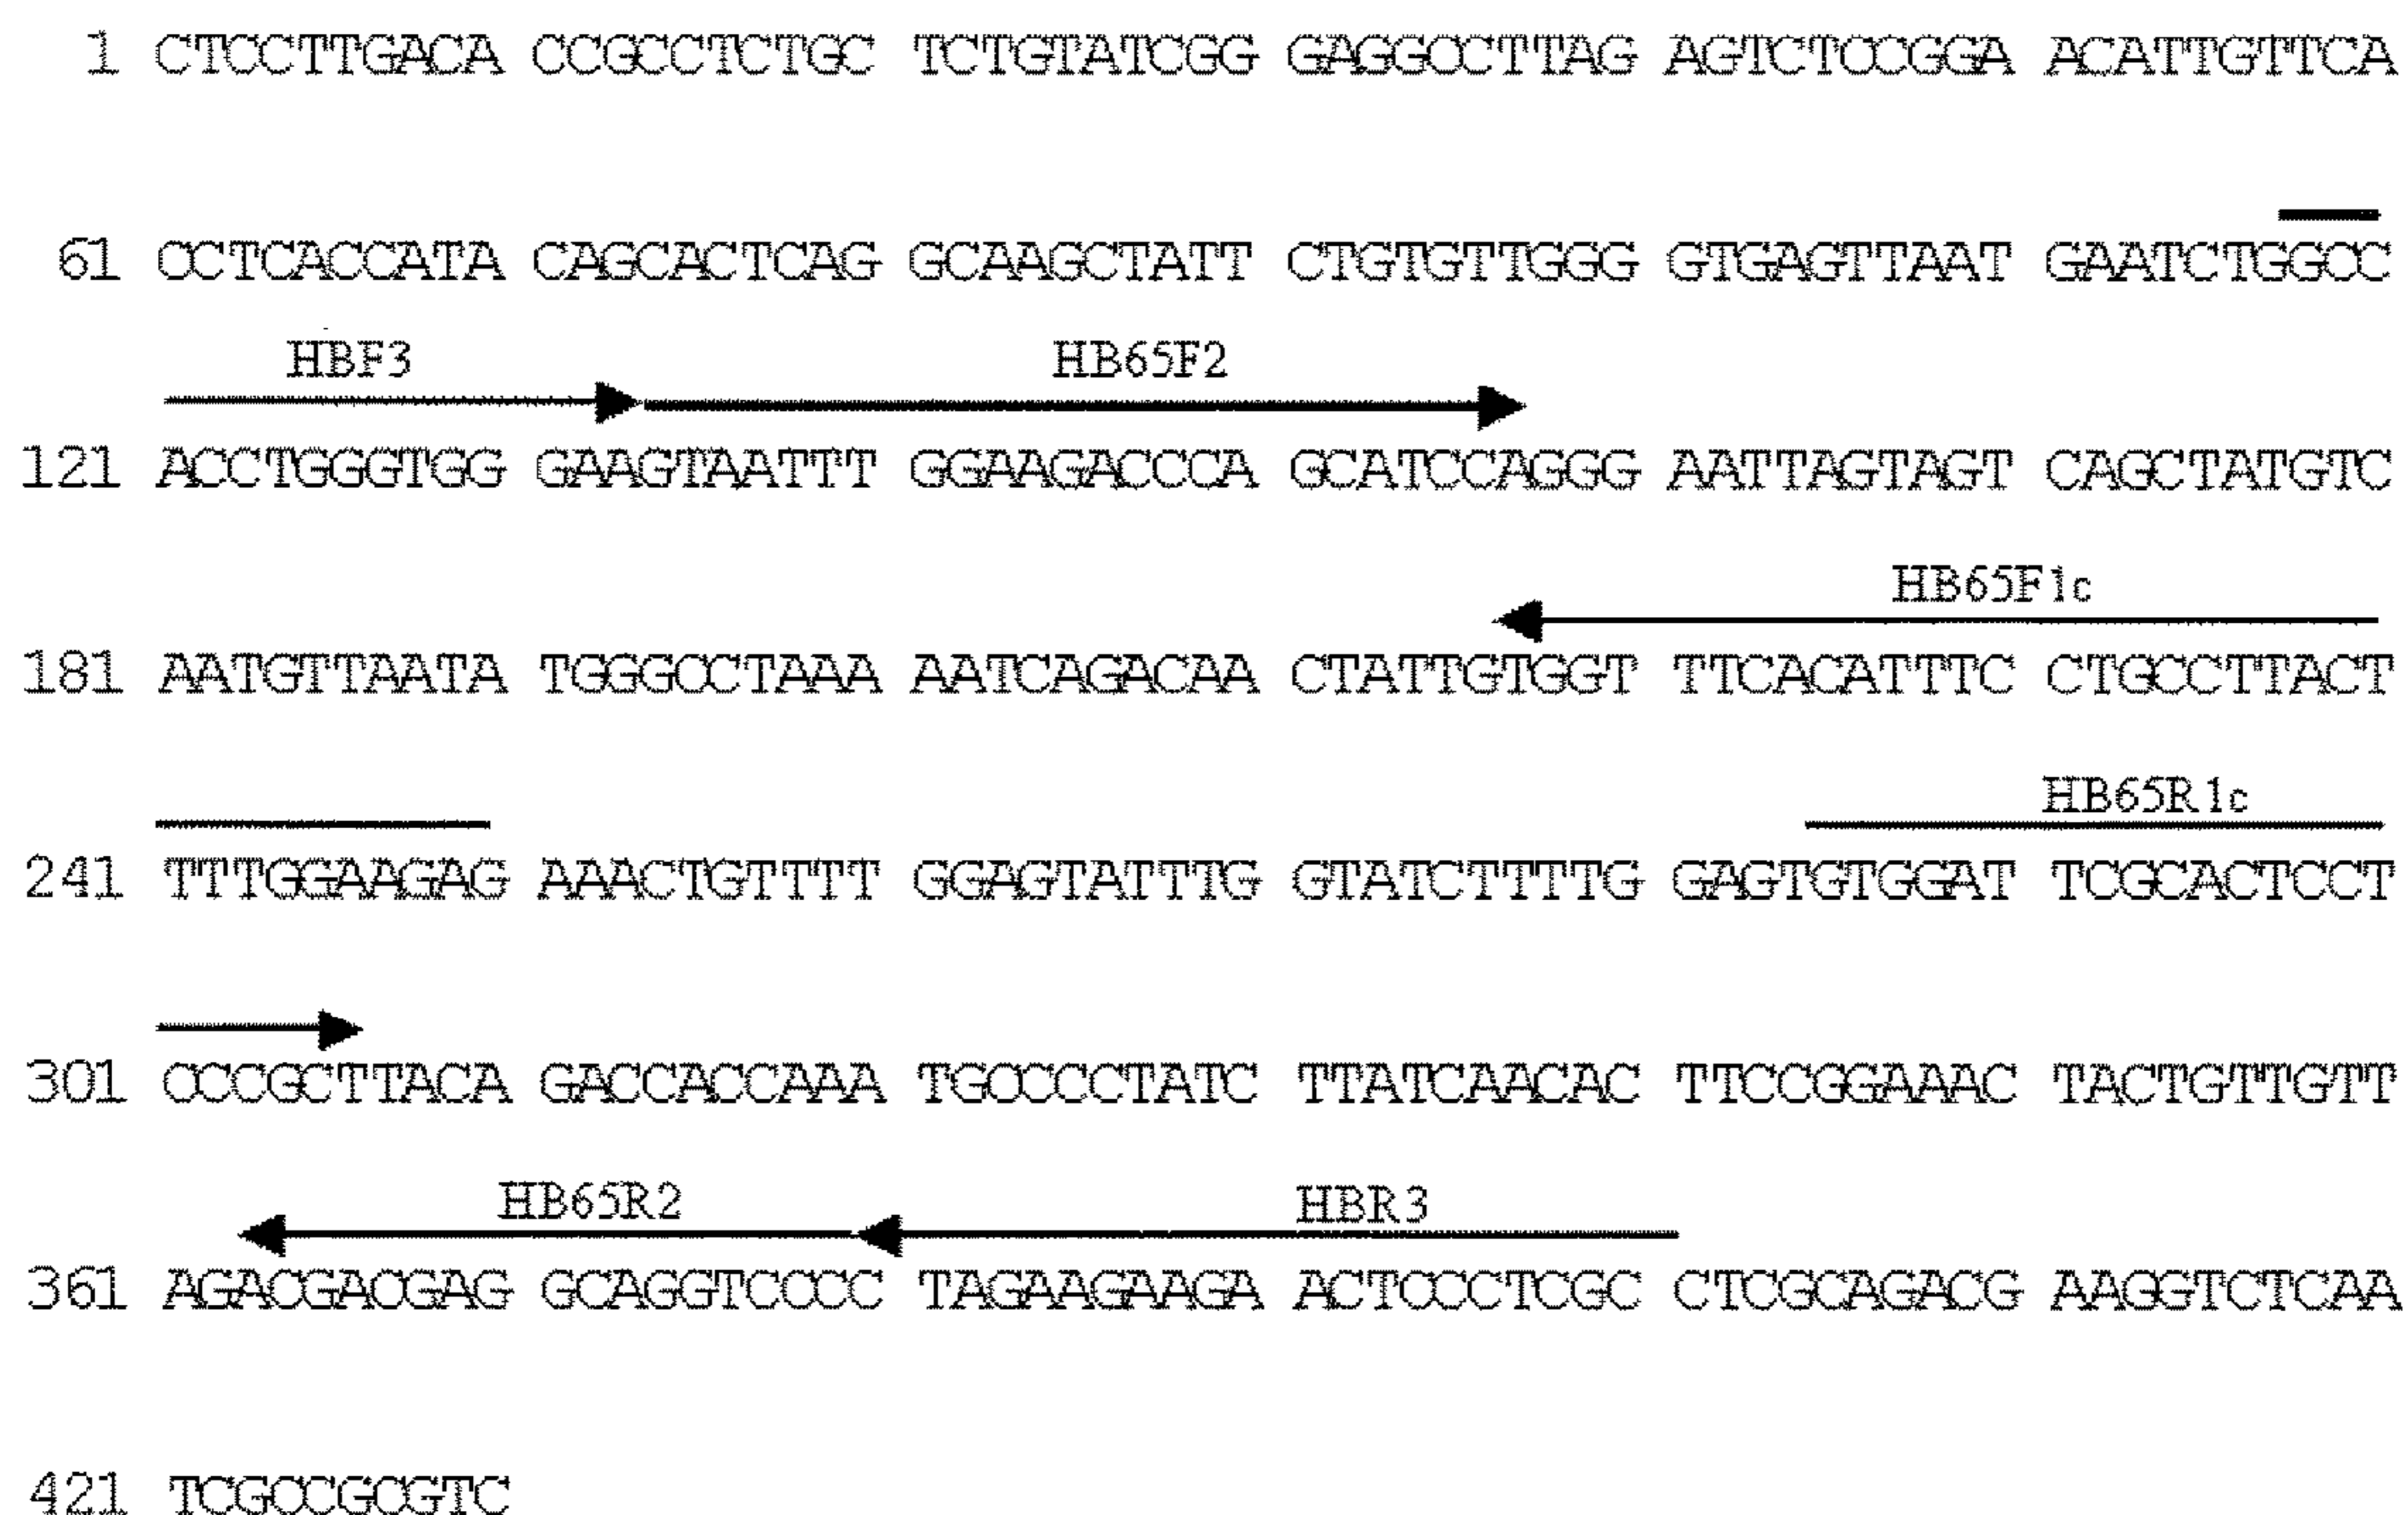 1 CTCCTTGACA CCGCCTCTGC TCTGTATCGG GAGGCCTTAG AGTCTCCGGA ACATTGTTCA
61 CCTCACCATA CAGCACTCAG GCAAGCTATT CTGTGTTGGG GTGAGTTAAT GAATCTGGCC
HBF3 HB65F2
121 ACCTGGGTGG GAAGTAATTT GGAAGACCCA GCATCCAGGG AATTAGTAGT CAGCTATGTC
HB65F1c
181 AATGTTAATA TGGGCCTAAA AATCAGACAA CTATTGTGGT TTCACATTTC CTGCCTTACT
HB65R1c
241 TTTGGAAGAG AAACTGTTTT GGAGTATTTG GTATCTTTTG GAGTGTGGAT TCGCACTCCT
301 CCCGCTTACA GACCACCAAA TGCCCCTATC TTATCAACAC TTCCGGAAAC TACTGTTGTT
HB65R2 HBR3
361 AGACGACGAG GCAGGTCCCC TAGAAGAAGA ACTCCCTCGC CTCGCAGACG AAGGTCTCAA
421 TCGCCGCGTC